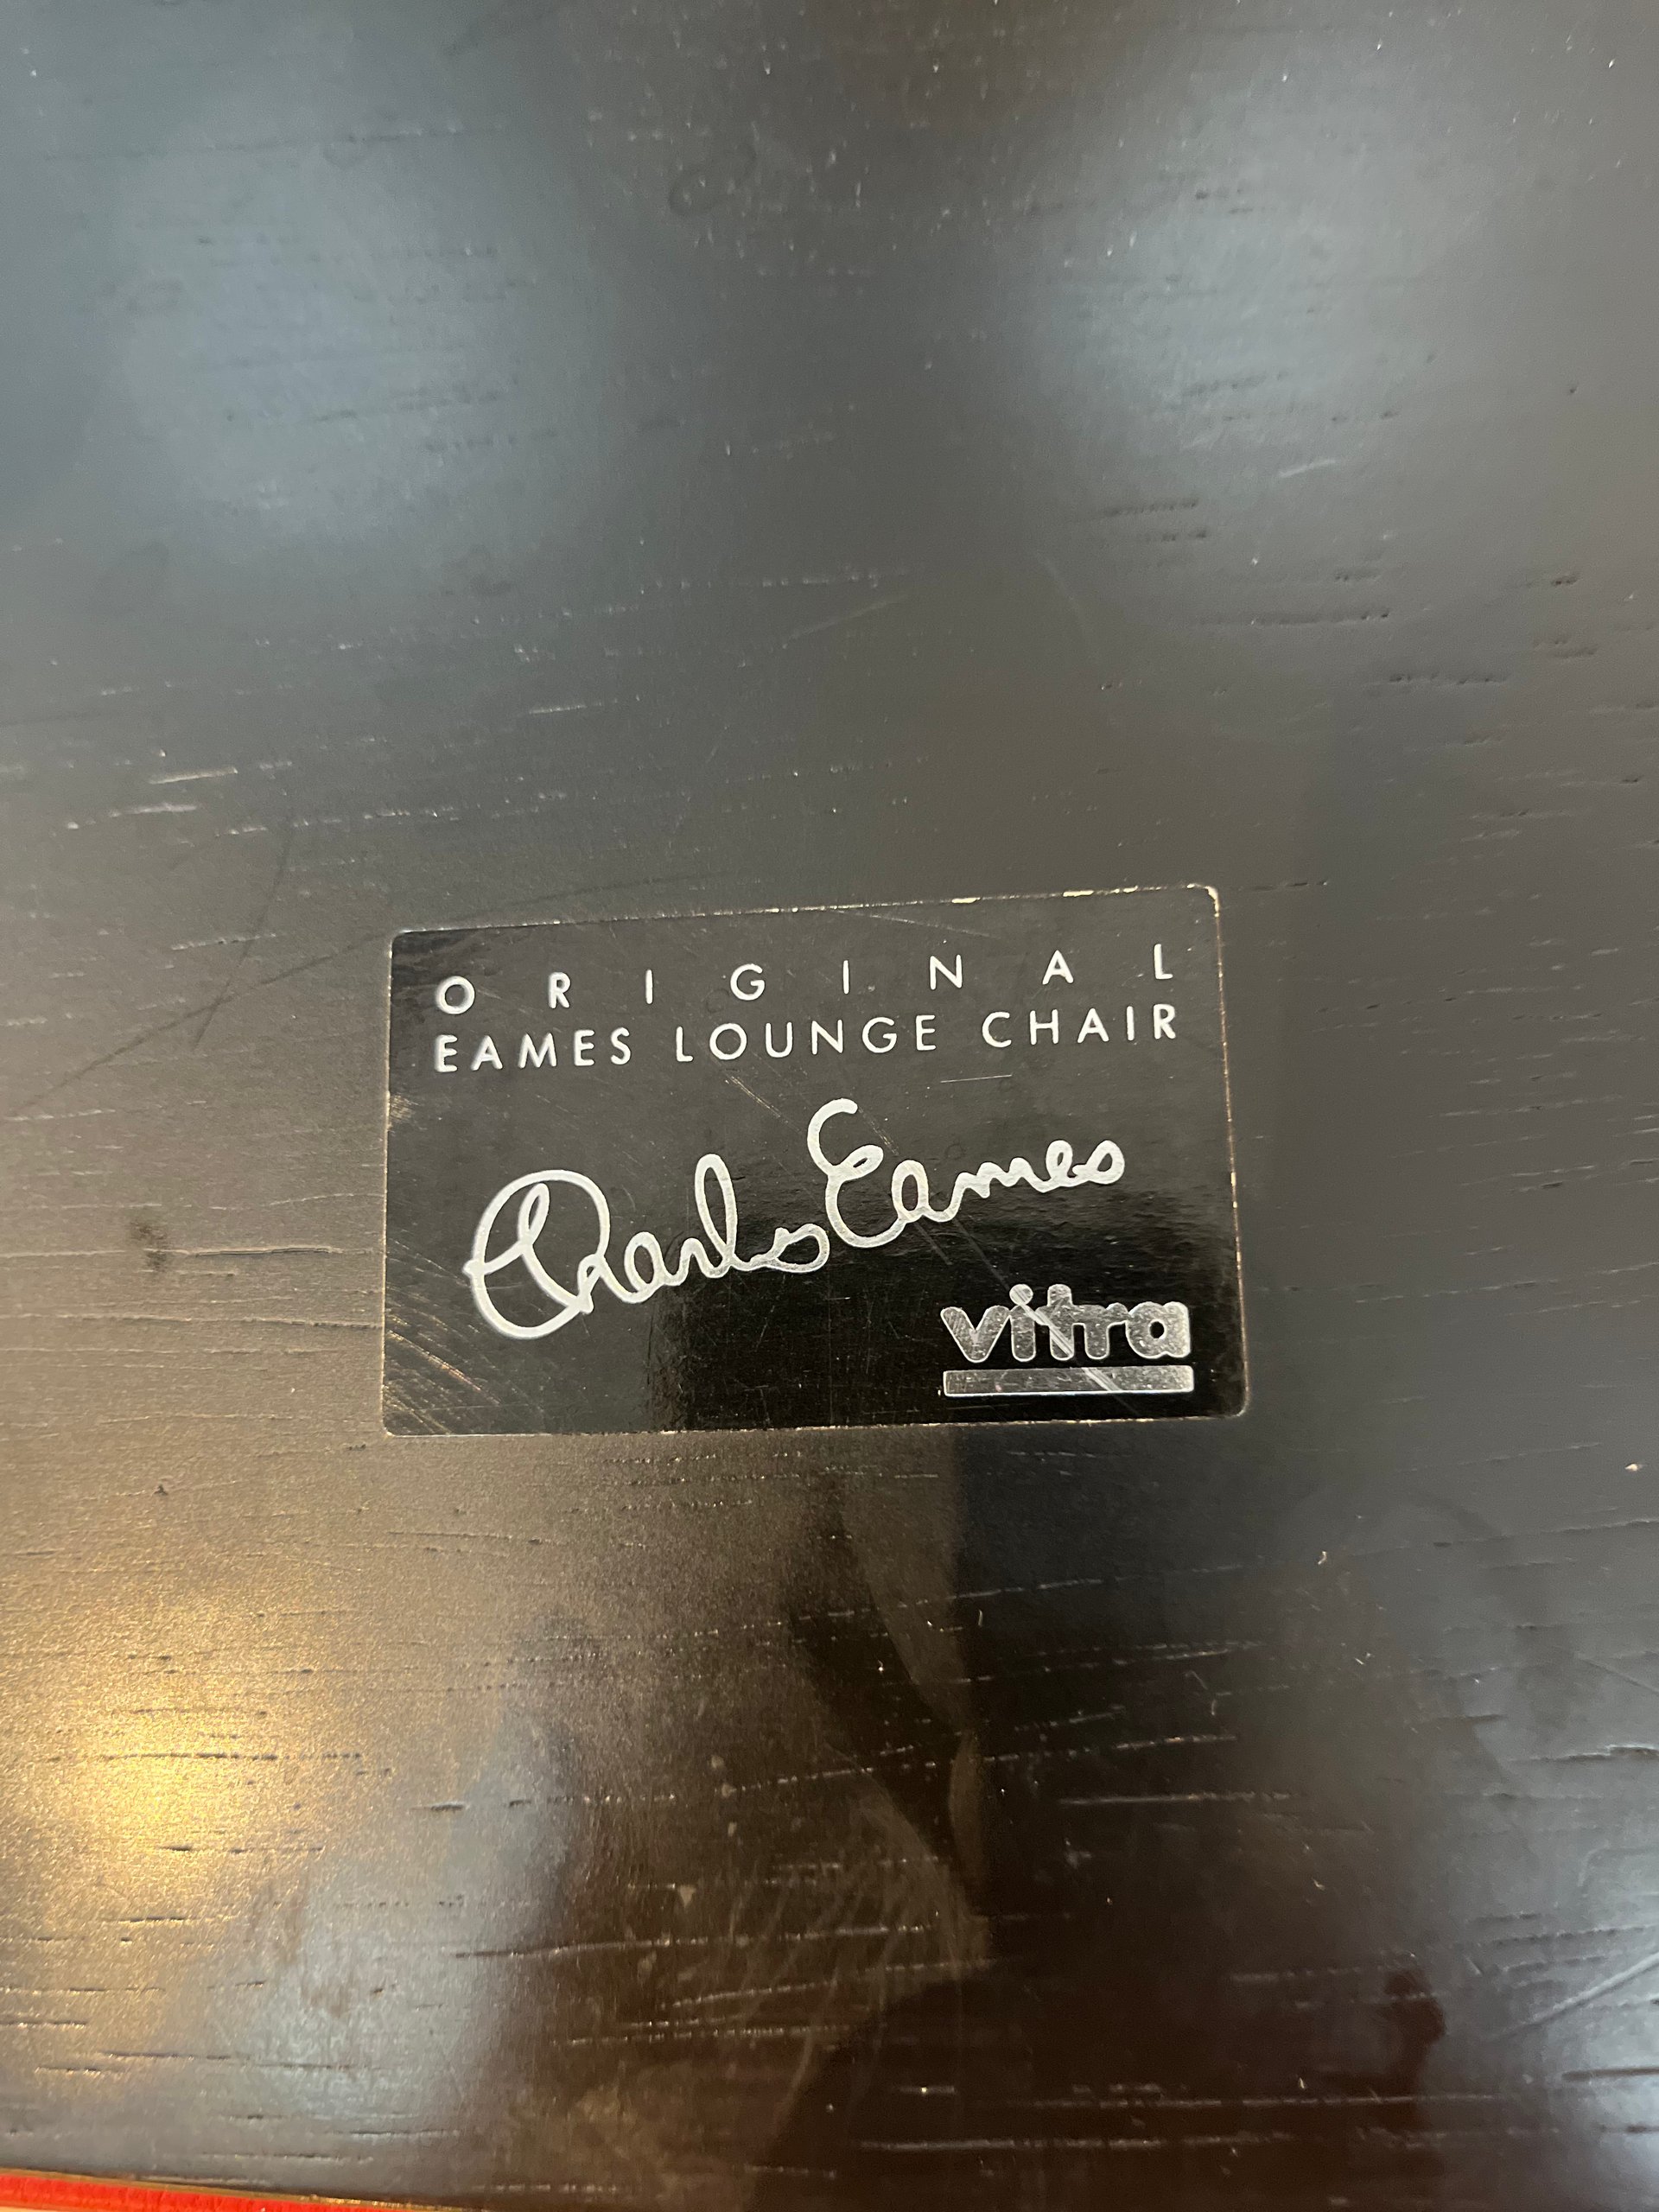 ORIGINAL
EAMES LOUNGE CHAIR
Charles Eames
vitra